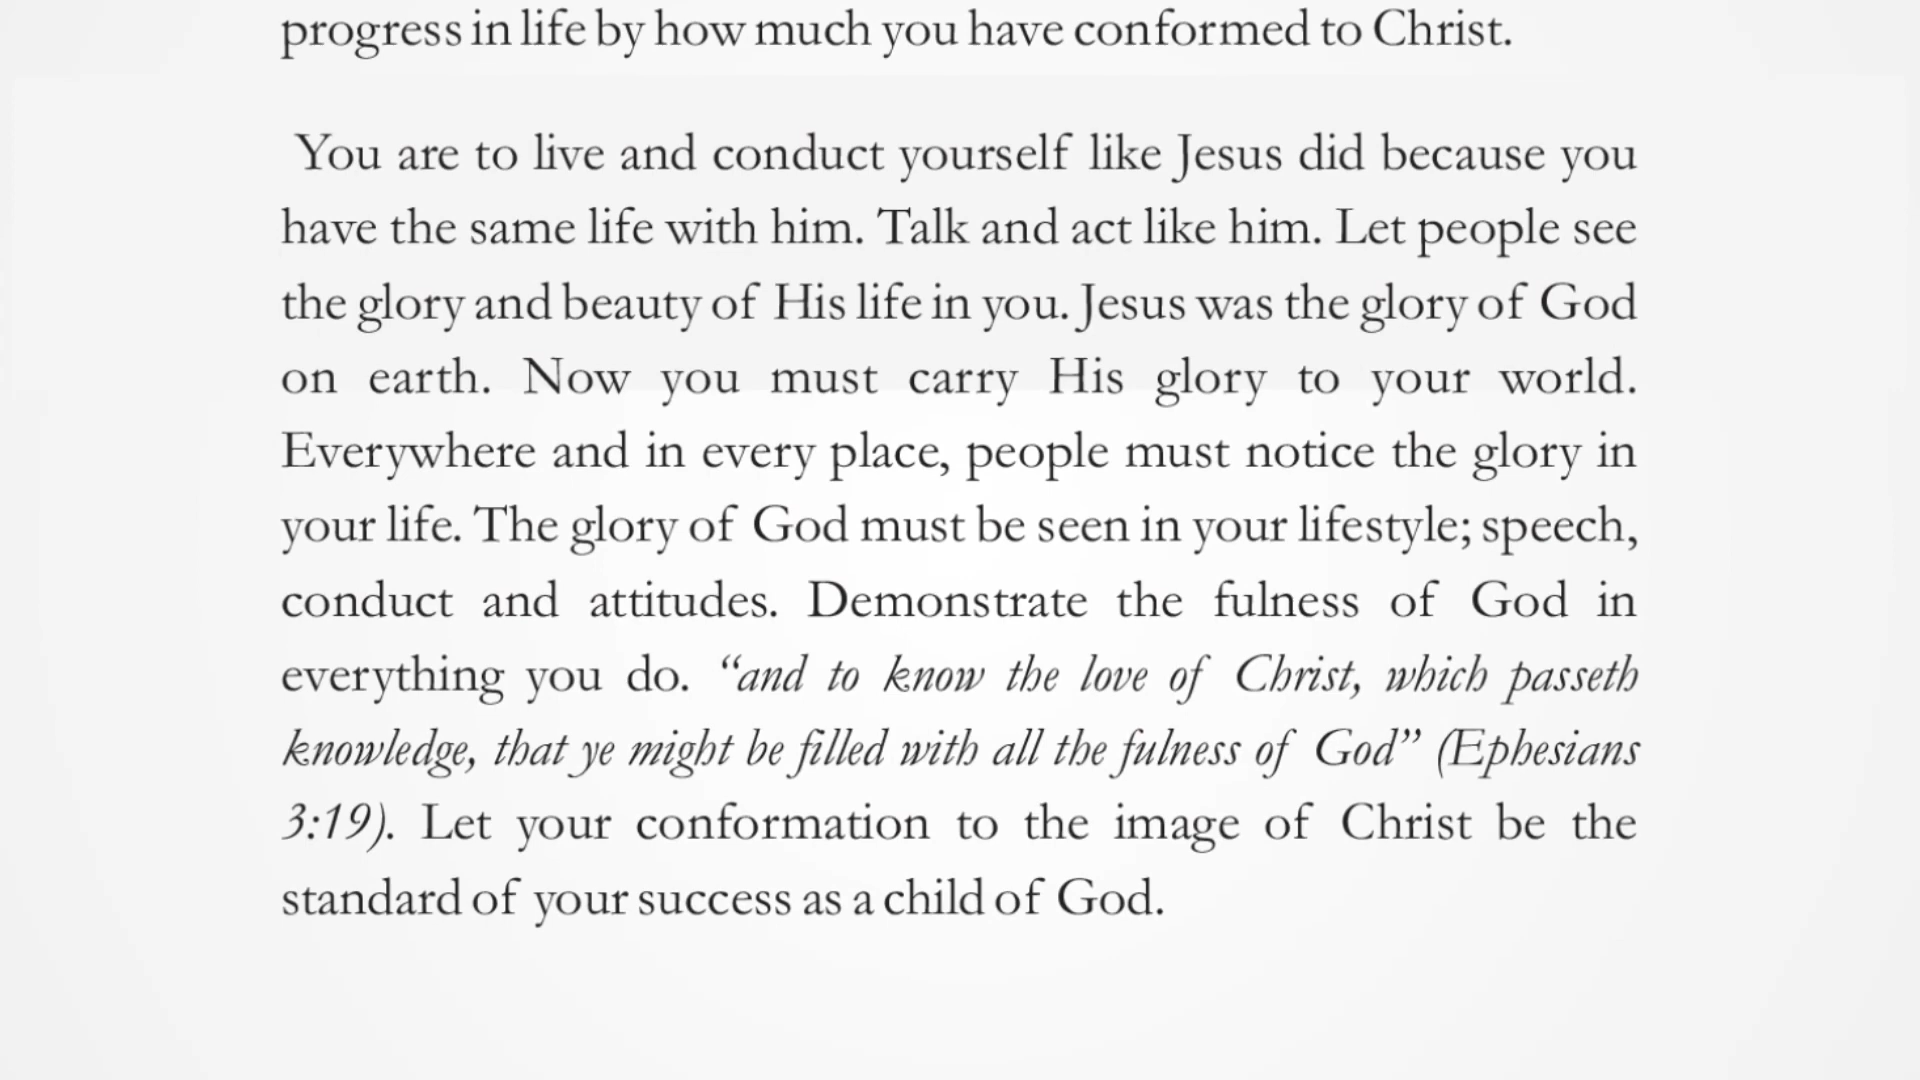 progress in life by how much you have conformed to Christ.
You are to live and conduct yourself like Jesus did because you
have the same life with him. Talk and act like him. Let people see
the glory and beauty of His life in you. Jesus was the glory of God
on earth. Now you must carry His glory to your world.
Everywhere and in every place, people must notice the glory in
your life. The glory of God must be seen in your lifestyle; speech,
conduct and attitudes. Demonstrate the fulness of God in
everything you do. “and to know the love of Christ, which passeth
knowledge, that ye might be filled with all the fulness of God” (Ephesians
3:19). Let your conformation to the image of Christ be the
standard of your success as a child of God.